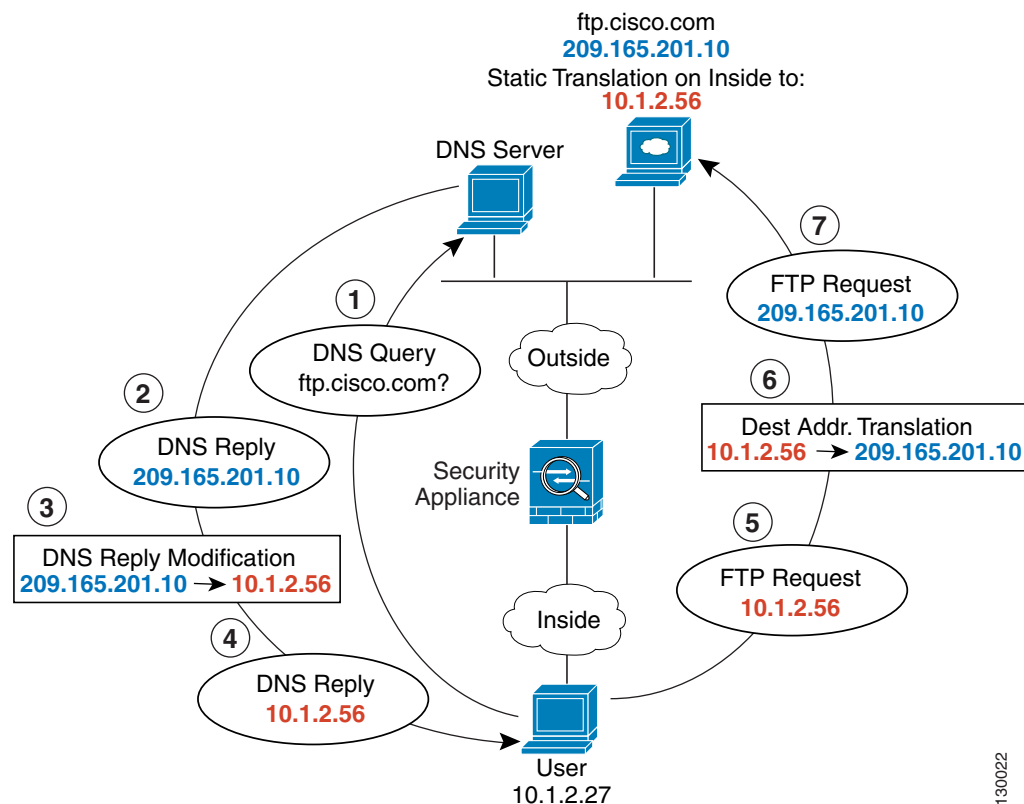 ftp.cisco.com
209.165.201.10
Static Translation on Inside to:
10.1.2.56
DNS Server
7
FTP Request
209.165.201.10
1
DNS Query
ftp.cisco.com?
Outside
2
DNS Reply
209.165.201.10
6
Dest Addr. Translation
10.1.2.56 → 209.165.201.10
Security
Appliance
3
DNS Reply Modification
209.165.201.10 → 10.1.2.56
5
FTP Request
10.1.2.56
Inside
4
DNS Reply
10.1.2.56
User
10.1.2.27
130022